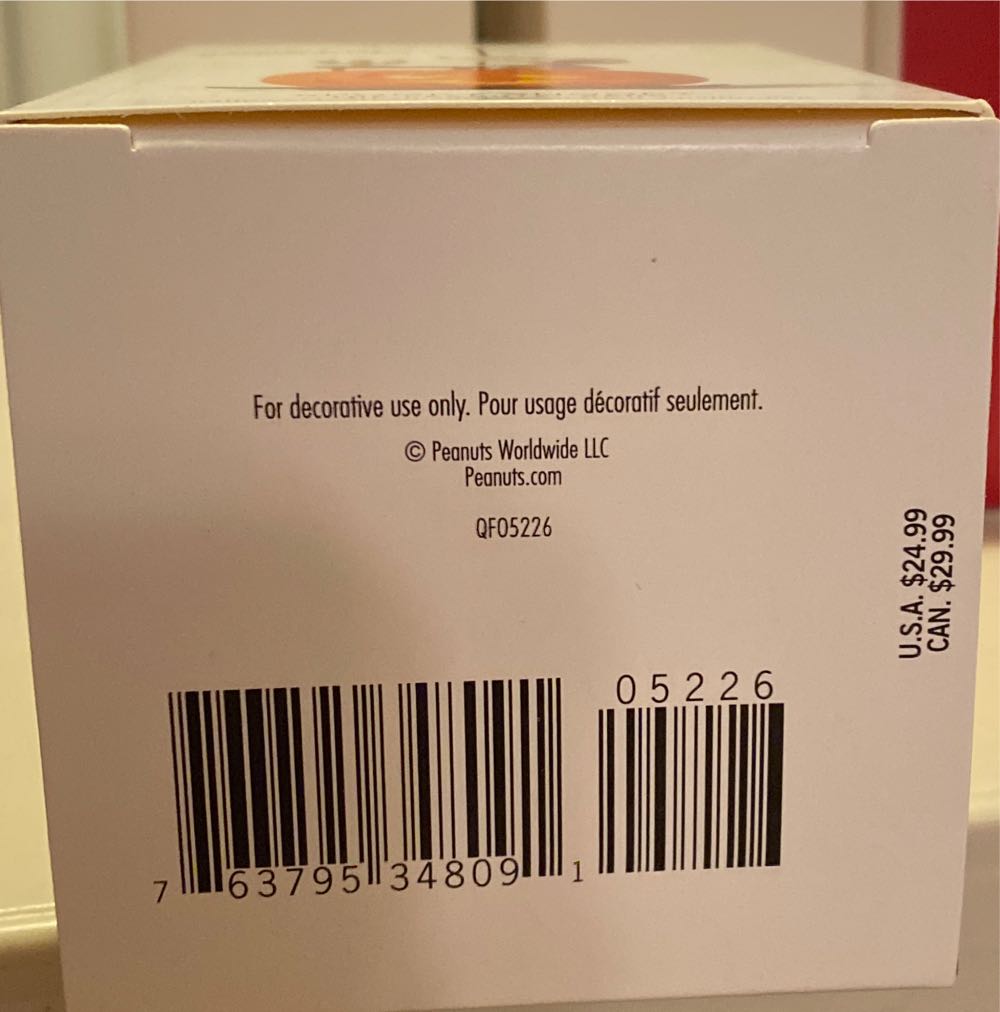 For decorative use only. Pour usage décoratif seulement.
© Peanuts Worldwide LLC
Peanuts.com
QFO5226
U.S.A. $24.99
CAN. $29.99
05226
7 63795 34809 1